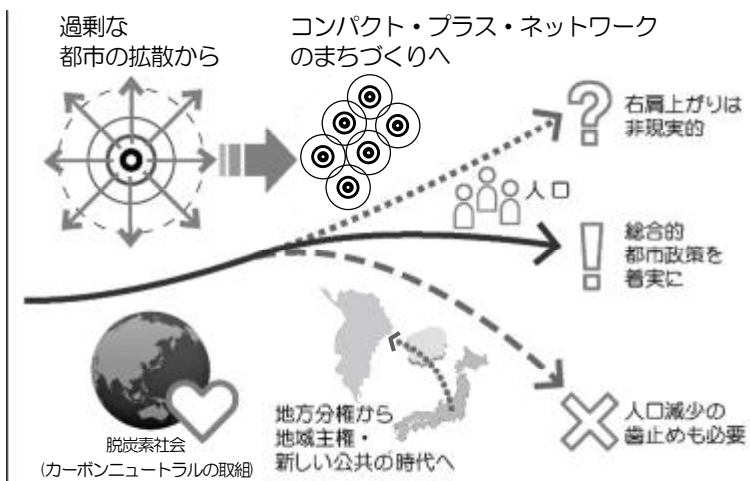 過剰な
都市の拡散から
コンパクト・プラス・ネットワーク
のまちづくりへ
右肩上がりは
非現実的
人口
総合的
都市政策を
着実に
人口減少の
歯止めも必要
脱炭素社会
(カーボンニュートラルの取組)
地方分権から
地域主権・
新しい公共の時代へ